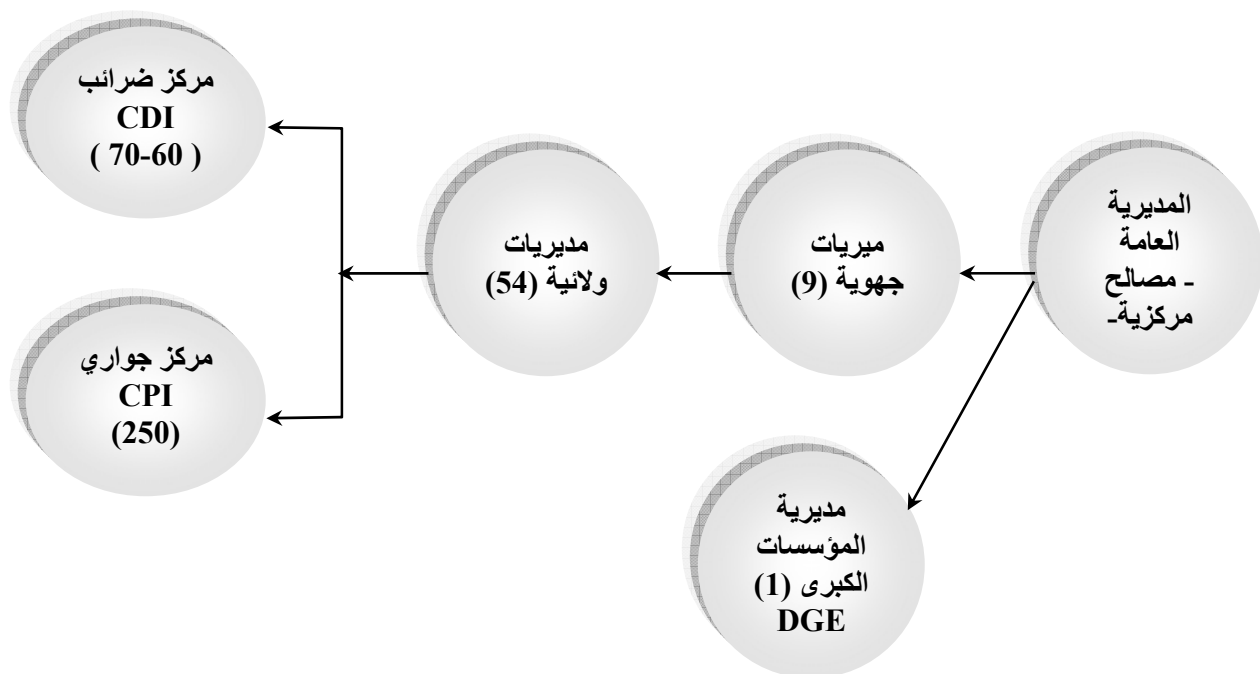 المديرية
العامة
- مصالح
مركزية-
ميريات
جهوية (9)
مديريات
ولائية (54)
مركز ضرائب
CDI
( 70-60 )
مركز جواري
CPI
(250)
مديرية
المؤسسات
الكبرى (1)
DGE